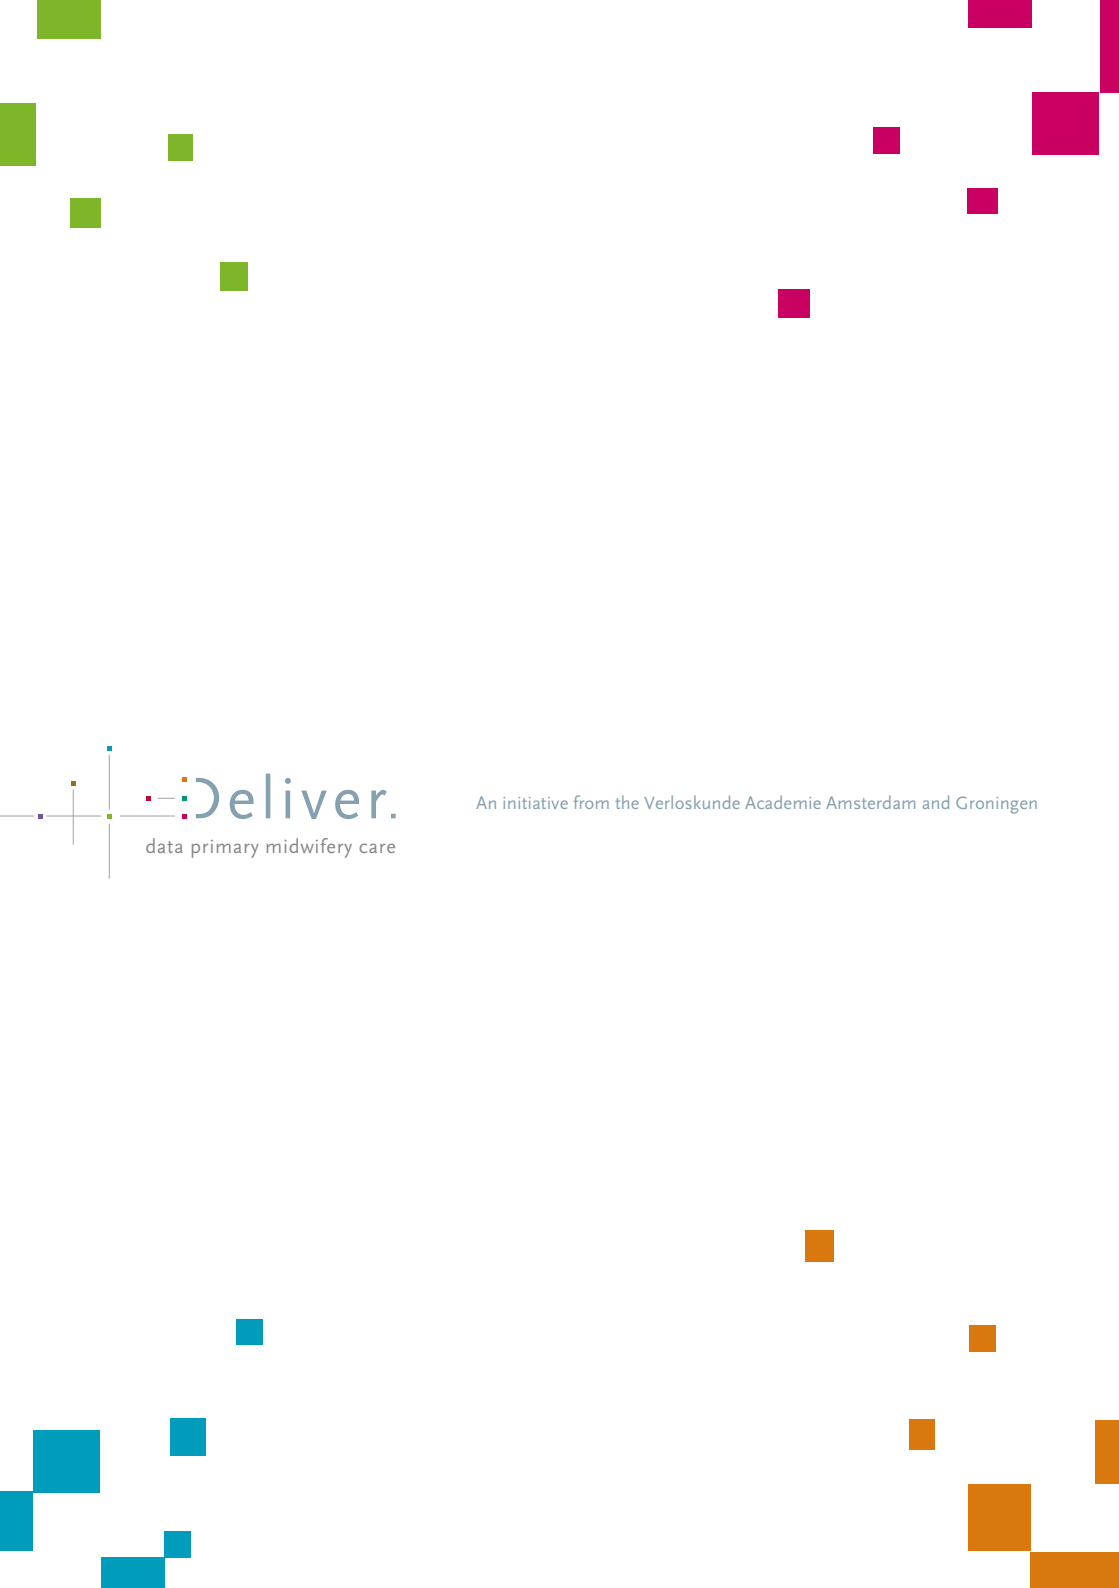 Deliver.
data primary midwifery care
An initiative from the Verloskunde Academie Amsterdam and Groningen